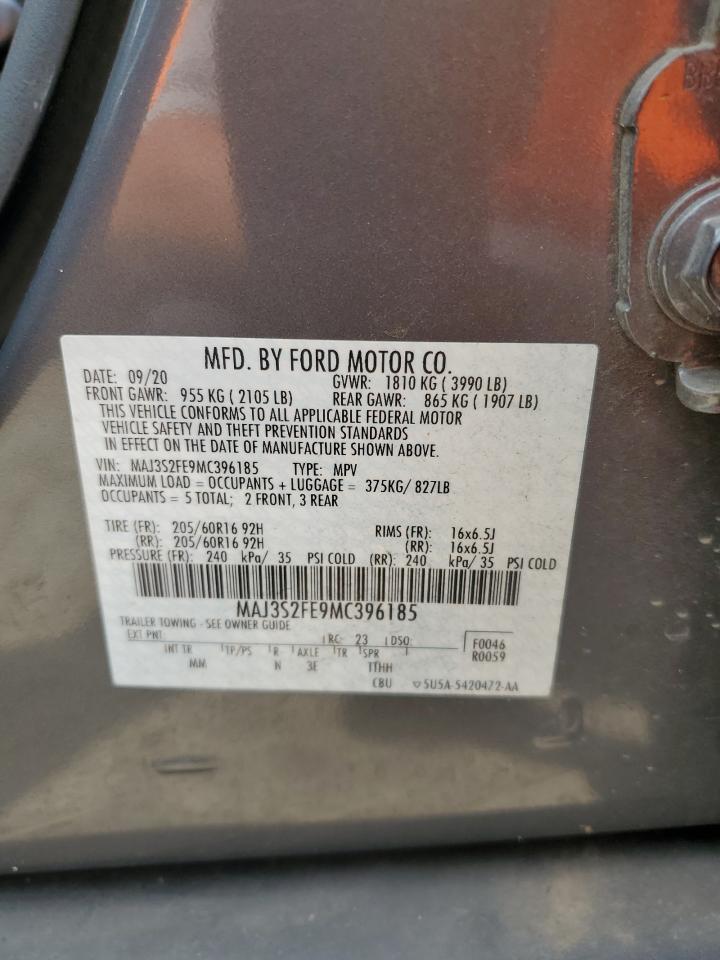 MFD. BY FORD MOTOR CO.
DATE: 09/20 GVWR: 1810 KG ( 3990 LB)
FRONT GAWR: 955 KG ( 2105 LB) REAR GAWR: 865 KG ( 1907 LB)
THIS VEHICLE CONFORMS TO ALL APPLICABLE FEDERAL MOTOR
VEHICLE SAFETY AND THEFT PREVENTION STANDARDS
IN EFFECT ON THE DATE OF MANUFACTURE SHOWN ABOVE.
VIN: MAJ3S2FE9MC396185 TYPE: MPV
MAXIMUM LOAD = OCCUPANTS + LUGGAGE = 375KG/ 827LB
OCCUPANTS = 5 TOTAL; 2 FRONT, 3 REAR
TIRE (FR): 205/60R16 92H RIMS (FR): 16x6.5J
(RR): 205/60R16 92H (RR): 16x6.5J
PRESSURE (FR): 240 kPa/ 35 PSI COLD (RR): 240 kPa/ 35 PSI COLD
MAJ3S2FE9MC396185
TRAILER TOWING - SEE OWNER GUIDE
EXT PNT: RC: 23 DSO: F0046
INT TR TP/PS R AXLE TR SPR R0059
MM N 3E TTHH
CBU 5U5A-5420472-AA